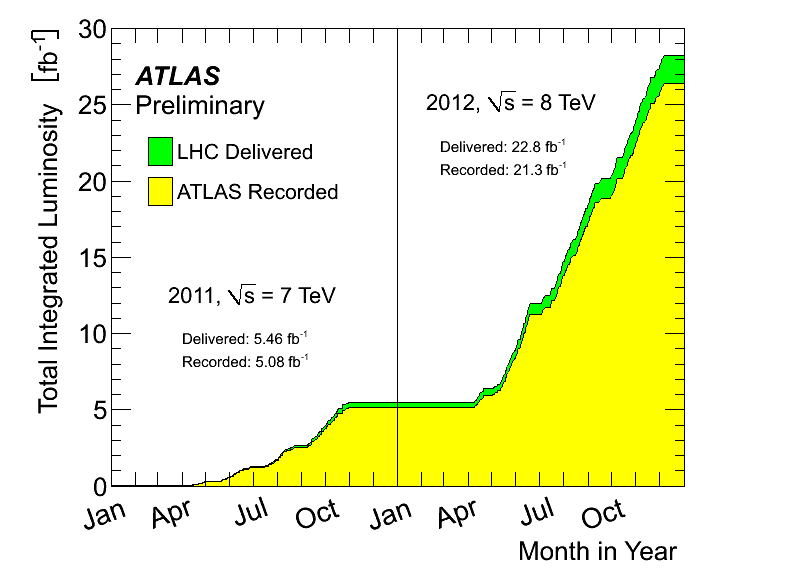 30
25
20
15
10
5
0
Total Integrated Luminosity [fb⁻¹]
ATLAS
Preliminary
LHC Delivered
ATLAS Recorded
2012, √s = 8 TeV
Delivered: 22.8 fb⁻¹
Recorded: 21.3 fb⁻¹
2011, √s = 7 TeV
Delivered: 5.46 fb⁻¹
Recorded: 5.08 fb⁻¹
Jan Apr Jul Oct Jan Apr Jul Oct
Month in Year